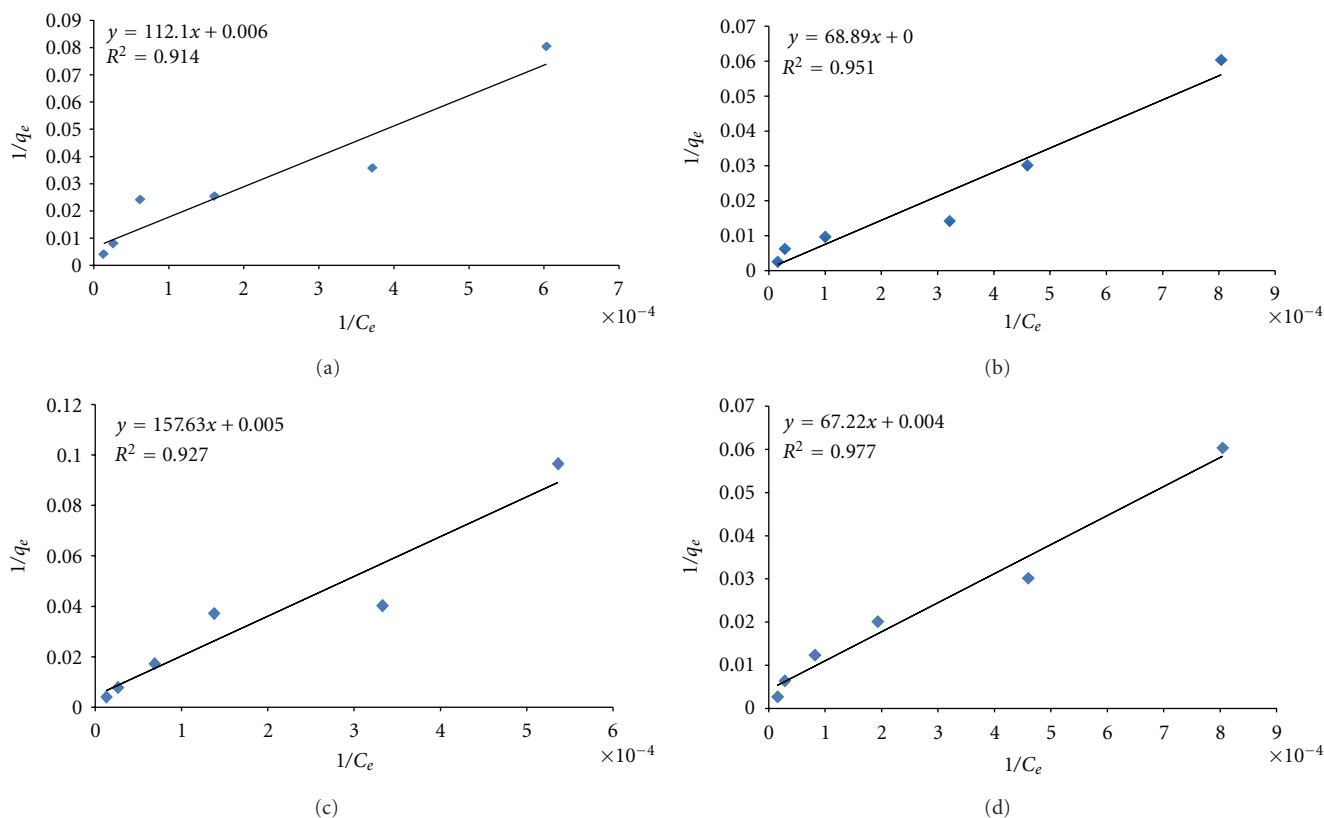 0.09
0.08
0.07
0.06
0.05
0.04
0.03
0.02
0.01
0
1/qₑ
y = 112.1x + 0.006
R² = 0.914
0 1 2 3 4 5 6 7
×10⁻⁴
1/Cₑ
(a)
0.07
0.06
0.05
0.04
0.03
0.02
0.01
0
1/qₑ
y = 68.89x + 0
R² = 0.951
0 1 2 3 4 5 6 7 8 9
×10⁻⁴
1/Cₑ
(b)
0.12
0.1
0.08
0.06
0.04
0.02
0
1/qₑ
y = 157.63x + 0.005
R² = 0.927
0 1 2 3 4 5 6
×10⁻⁴
1/Cₑ
(c)
0.07
0.06
0.05
0.04
0.03
0.02
0.01
0
1/qₑ
y = 67.22x + 0.004
R² = 0.977
0 1 2 3 4 5 6 7 8 9
×10⁻⁴
1/Cₑ
(d)